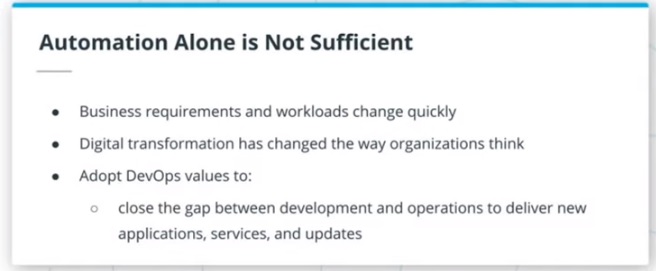 Automation Alone is Not Sufficient
● Business requirements and workloads change quickly
● Digital transformation has changed the way organizations think
● Adopt DevOps values to:
○ close the gap between development and operations to deliver new
applications, services, and updates